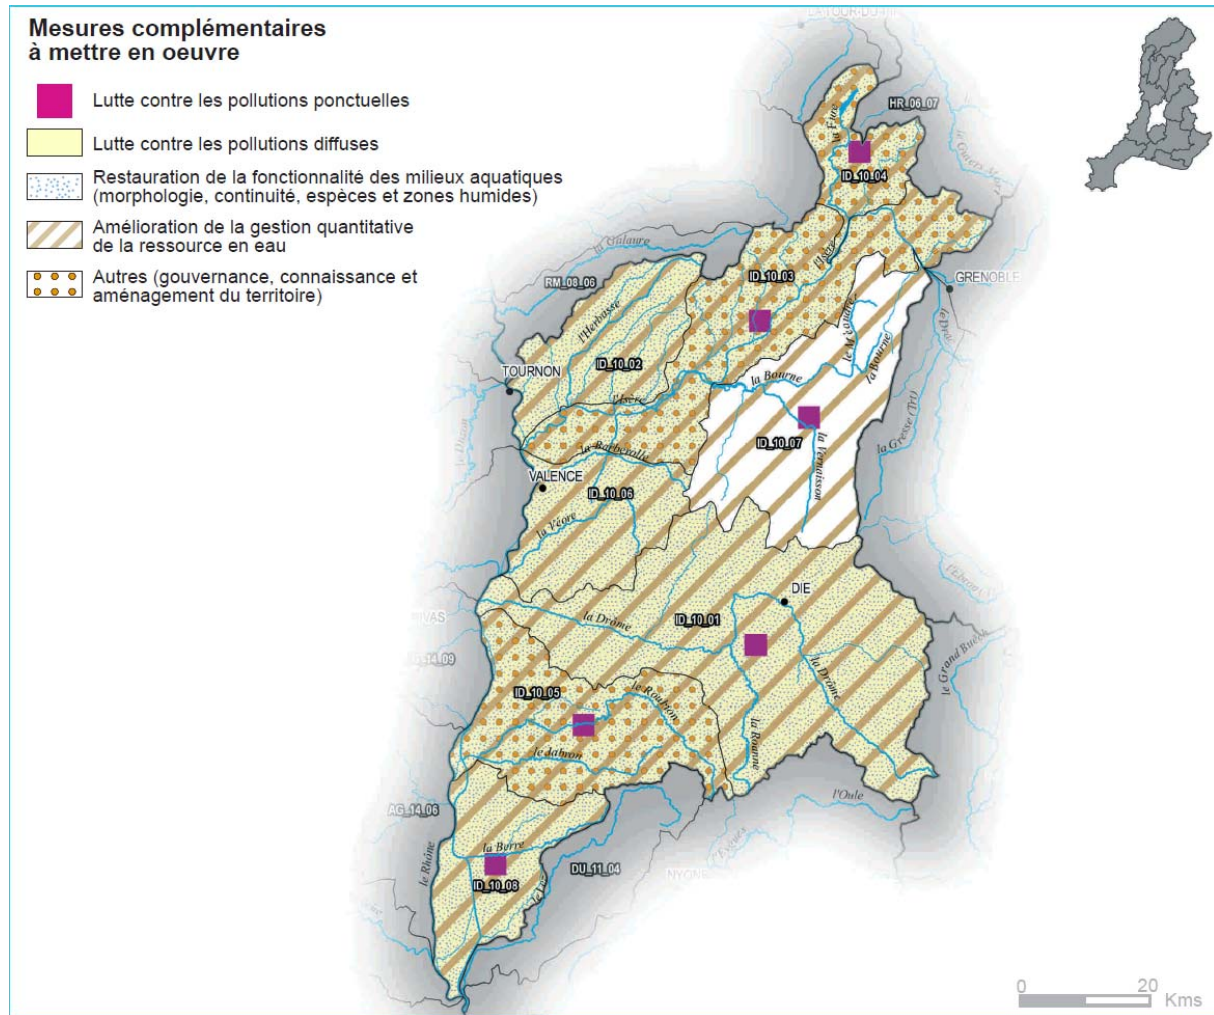 Mesures complémentaires
à mettre en oeuvre
Lutte contre les pollutions ponctuelles
Lutte contre les pollutions diffuses
Restauration de la fonctionnalité des milieux aquatiques
(morphologie, continuité, espèces et zones humides)
Amélioration de la gestion quantitative
de la ressource en eau
Autres (gouvernance, connaissance et
aménagement du territoire)
HR_06_07
la Fure
ID_10_04
la Galaure
l'Isère
ID_10_03
GRENOBLE
RM_08_06
l'Herbasse
le Drac
ID_10_02
la Bourne
TOURNON
la Bourne
l'Isère
la Gresse (Trt)
ID_10_07
la Barberolle
la Vernaisson
VALENCE
ID_10_06
la Véore
DIE
la Drôme
ID_10_01
la Drôme
le Grand Buëch
ID_10_05
le Roubion
le Jabron
l'Oule
AG_14_06
la Berre
le Rhône
DU_11_04
ID_10_08
0 20
Kms